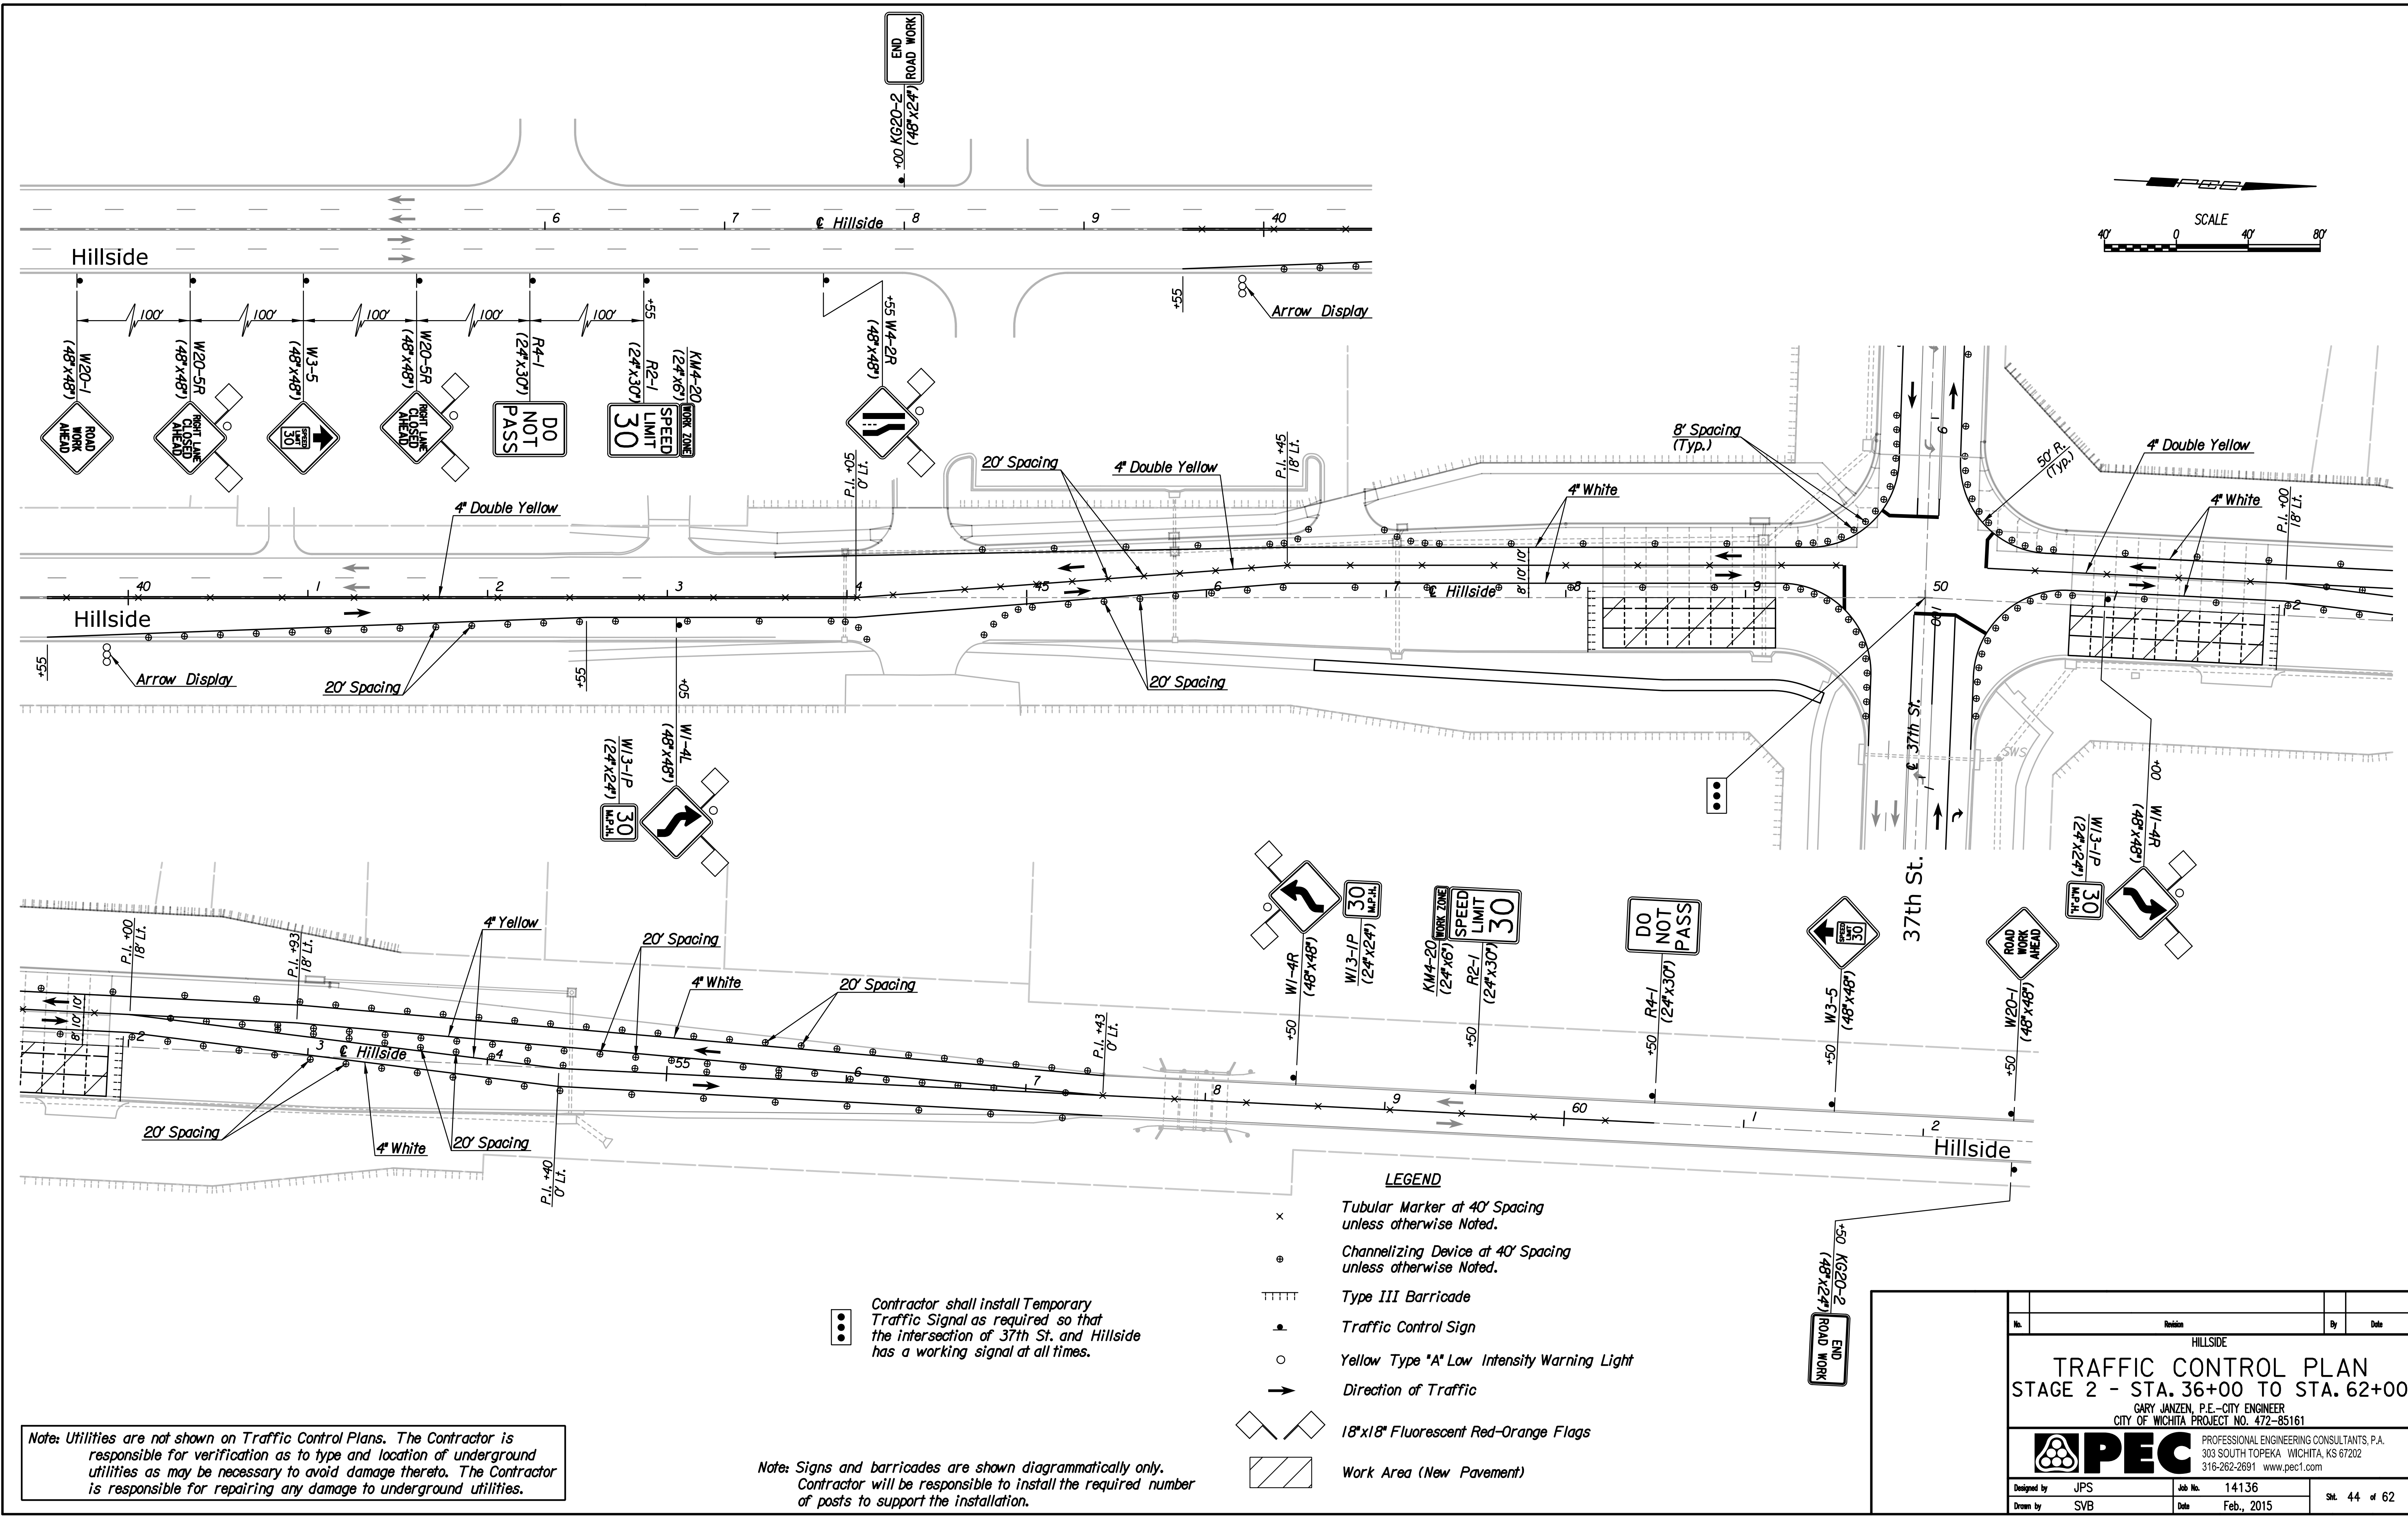 END
ROAD WORK
+00 KG20-2
(48"x24")
6
7
℄ Hillside
8
9
40
Hillside
+55
Arrow Display
SCALE
40'
0
40'
80'
100'
100'
100'
100'
100'
+55
W20-1
(48"x48")
ROAD
WORK
AHEAD
W20-5R
(48"x48")
RIGHT LANE
CLOSED
AHEAD
W3-5
(48"x48")
SPEED
LIMIT
30
W20-5R
(48"x48")
RIGHT LANE
CLOSED
AHEAD
R4-1
(24"x30")
DO
NOT
PASS
R2-1
(24"x30")
SPEED
LIMIT
30
KM4-20
(24"x6")
WORK ZONE
+55 W4-2R
(48"x48")
4" Double Yellow
P.I. +05
0' Lt.
20' Spacing
4" Double Yellow
P.I. +45
18' Lt.
4" White
8' Spacing
(Typ.)
50' R.
(Typ.)
4" Double Yellow
4" White
P.I. +00
18' Lt.
40
1
2
3
4
45
6
7
℄ Hillside
8
9
50
1
2
8' 10' 10'
9
100
1
Hillside
+55
Arrow Display
20' Spacing
+55
+05
20' Spacing
℄ 37th St.
SWS
37th St.
W1-4L
(48"x48")
W13-1P
(24"x24")
30
M.P.H.
+00 W1-4R
(48"x48")
W13-1P
(24"x24")
30
M.P.H.
P.I. +00
18' Lt.
P.I. +93
18' Lt.
4" Yellow
20' Spacing
4" White
20' Spacing
P.I. +43
0' Lt.
8' 10' 10'
2
3
℄ Hillside
4
55
6
7
8
9
60
1
2
Hillside
20' Spacing
4" White
20' Spacing
P.I. +40
0' Lt.
W1-4R
(48"x48")
+50
W13-1P
(24"x24")
30
M.P.H.
KM4-20
(24"x6")
WORK ZONE
R2-1
(24"x30")
SPEED
LIMIT
30
+50
R4-1
(24"x30")
DO
NOT
PASS
+50
W3-5
(48"x48")
SPEED
LIMIT
30
+50
W20-1
(48"x48")
ROAD
WORK
AHEAD
+50
+50 KG20-2
(48"x24")
END
ROAD WORK
LEGEND
Tubular Marker at 40' Spacing
unless otherwise Noted.
Channelizing Device at 40' Spacing
unless otherwise Noted.
Type III Barricade
Traffic Control Sign
Yellow Type "A" Low Intensity Warning Light
Direction of Traffic
18"x18" Fluorescent Red-Orange Flags
Work Area (New Pavement)
Contractor shall install Temporary
Traffic Signal as required so that
the intersection of 37th St. and Hillside
has a working signal at all times.
Note: Utilities are not shown on Traffic Control Plans. The Contractor is
responsible for verification as to type and location of underground
utilities as may be necessary to avoid damage thereto. The Contractor
is responsible for repairing any damage to underground utilities.
Note: Signs and barricades are shown diagrammatically only.
Contractor will be responsible to install the required number
of posts to support the installation.
No. Revision By Date
HILLSIDE
TRAFFIC CONTROL PLAN
STAGE 2 - STA. 36+00 TO STA. 62+00
GARY JANZEN, P.E.-CITY ENGINEER
CITY OF WICHITA PROJECT NO. 472-85161
PEC
PROFESSIONAL ENGINEERING CONSULTANTS, P.A.
303 SOUTH TOPEKA WICHITA, KS 67202
316-262-2691 www.pec1.com
Designed by JPS Job No. 14136
Drawn by SVB Date Feb., 2015
Sht. 44 of 62